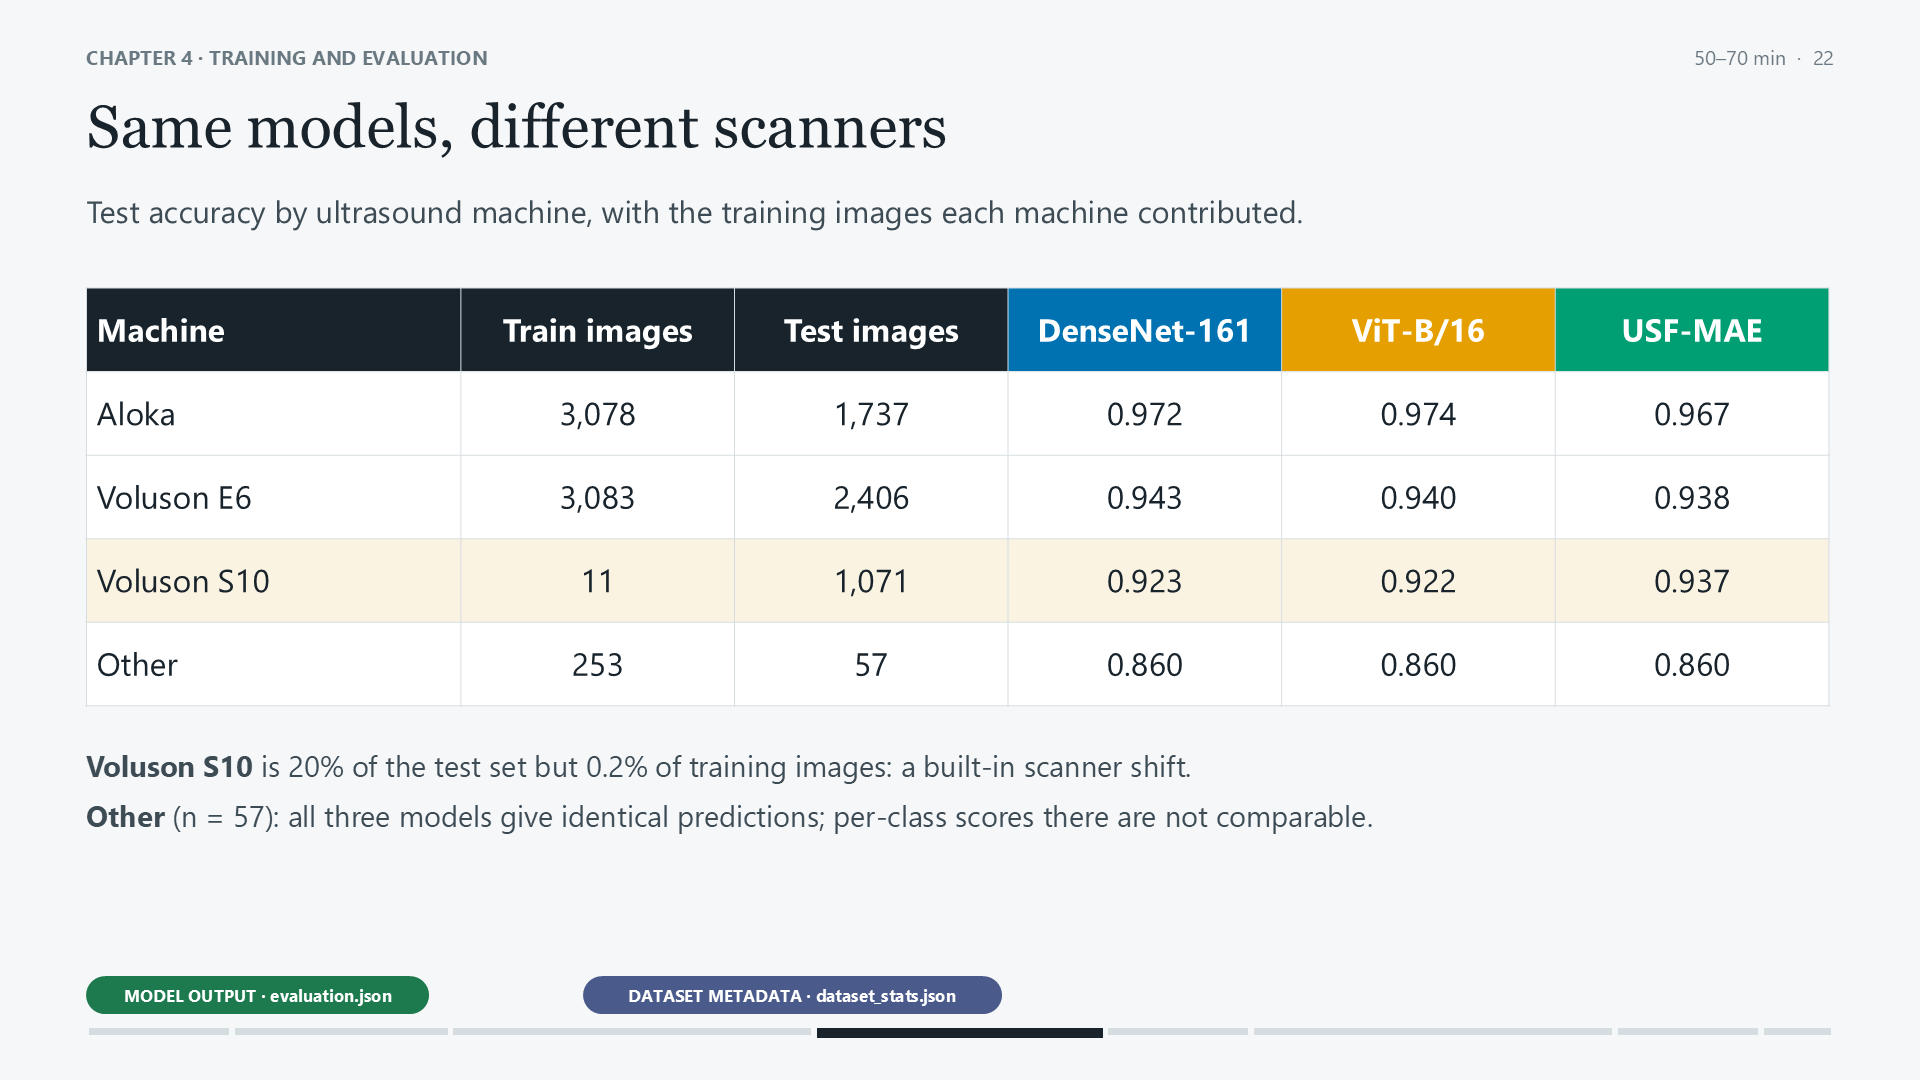 CHAPTER 4 · TRAINING AND EVALUATION
50–70 min · 22
Same models, different scanners
Test accuracy by ultrasound machine, with the training images each machine contributed.
Machine Train images Test images DenseNet-161 ViT-B/16 USF-MAE
Aloka 3,078 1,737 0.972 0.974 0.967
Voluson E6 3,083 2,406 0.943 0.940 0.938
Voluson S10 11 1,071 0.923 0.922 0.937
Other 253 57 0.860 0.860 0.860
Voluson S10 is 20% of the test set but 0.2% of training images: a built-in scanner shift.
Other (n = 57): all three models give identical predictions; per-class scores there are not comparable.
MODEL OUTPUT · evaluation.json
DATASET METADATA · dataset_stats.json